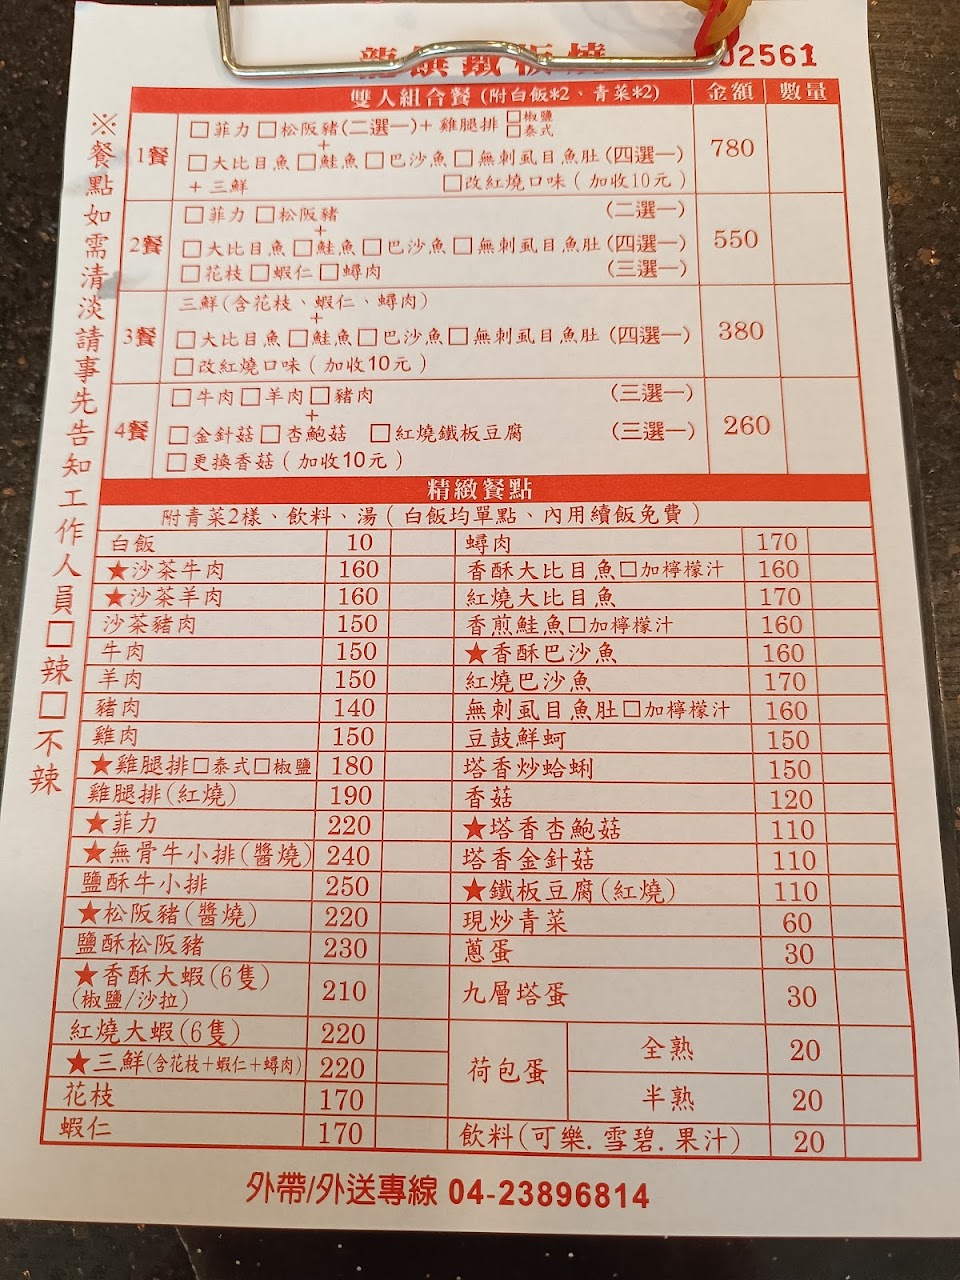 龍旗鐵板燒
02561
雙人組合餐 (附白飯*2、青菜*2) 金額 數量
※餐點如需清淡請事先告知工作人員□辣□不辣
1餐
□菲力 □松阪豬(二選一)+ 雞腿排 □椒鹽 □泰式
+
□大比目魚 □鮭魚 □巴沙魚 □無刺虱目魚肚 (四選一)
+ 三鮮 □改紅燒口味 ( 加收10元 )
780
2餐
□菲力 □松阪豬 (二選一)
+
□大比目魚 □鮭魚 □巴沙魚 □無刺虱目魚肚 (四選一)
□花枝 □蝦仁 □蟳肉 (三選一)
550
3餐
三鮮(含花枝、蝦仁、蟳肉)
+
□大比目魚 □鮭魚 □巴沙魚 □無刺虱目魚肚 (四選一)
□改紅燒口味 ( 加收10元 )
380
4餐
□牛肉 □羊肉 □豬肉 (三選一)
+
□金針菇 □杏鮑菇 □紅燒鐵板豆腐 (三選一)
□更換香菇 ( 加收10元 )
260
精緻餐點
附青菜2樣、飲料、湯 ( 白飯均單點、內用續飯免費 )
白飯 10
★沙茶牛肉 160
★沙茶羊肉 160
沙茶豬肉 150
牛肉 150
羊肉 150
豬肉 140
雞肉 150
★雞腿排□泰式□椒鹽 180
雞腿排(紅燒) 190
★菲力 220
★無骨牛小排(醬燒) 240
鹽酥牛小排 250
★松阪豬(醬燒) 220
鹽酥松阪豬 230
★香酥大蝦(6隻)
(椒鹽/沙拉) 210
紅燒大蝦(6隻) 220
★三鮮(含花枝+蝦仁+蟳肉) 220
花枝 170
蝦仁 170
蟳肉 170
香酥大比目魚□加檸檬汁 160
紅燒大比目魚 170
香煎鮭魚□加檸檬汁 160
★香酥巴沙魚 160
紅燒巴沙魚 170
無刺虱目魚肚□加檸檬汁 160
豆鼓鮮蚵 150
塔香炒蛤蜊 150
香菇 120
★塔香杏鮑菇 110
塔香金針菇 110
★鐵板豆腐(紅燒) 110
現炒青菜 60
蔥蛋 30
九層塔蛋 30
荷包蛋 全熟 20
半熟 20
飲料(可樂.雪碧.果汁) 20
外帶/外送專線 04-23896814